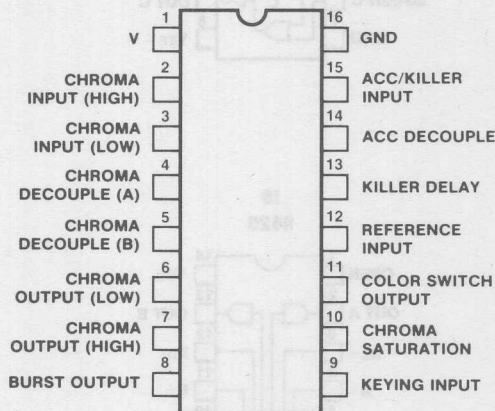 1
V
2
CHROMA
INPUT (HIGH)
3
CHROMA
INPUT (LOW)
4
CHROMA
DECOUPLE (A)
5
CHROMA
DECOUPLE (B)
6
CHROMA
OUTPUT (LOW)
7
CHROMA
OUTPUT (HIGH)
8
BURST OUTPUT
16
GND
15
ACC/KILLER
INPUT
14
ACC DECOUPLE
13
KILLER DELAY
12
REFERENCE
INPUT
11
COLOR SWITCH
OUTPUT
10
CHROMA
SATURATION
9
KEYING INPUT